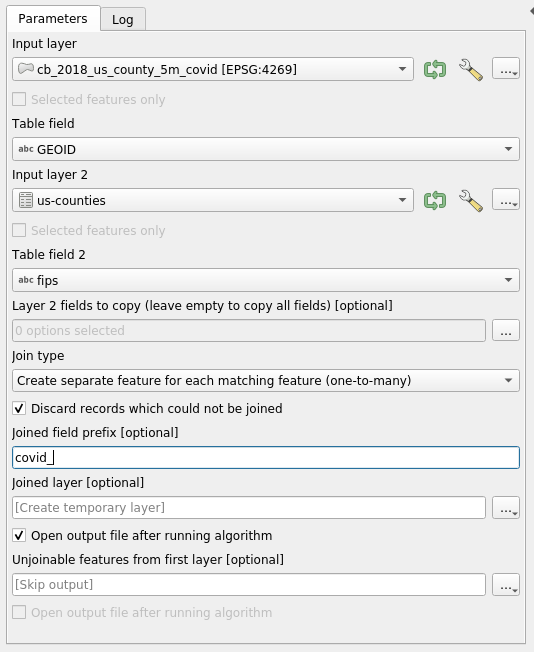 Parameters
Log
Input layer
cb_2018_us_county_5m_covid [EPSG:4269]
...
Selected features only
Table field
abc GEOID
Input layer 2
us-counties
...
Selected features only
Table field 2
abc fips
Layer 2 fields to copy (leave empty to copy all fields) [optional]
0 options selected
...
Join type
Create separate feature for each matching feature (one-to-many)
Discard records which could not be joined
Joined field prefix [optional]
covid_
Joined layer [optional]
[Create temporary layer]
...
Open output file after running algorithm
Unjoinable features from first layer [optional]
[Skip output]
...
Open output file after running algorithm